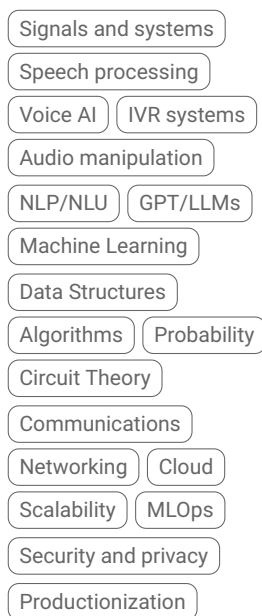 Signals and systems
Speech processing
Voice AI IVR systems
Audio manipulation
NLP/NLU GPT/LLMs
Machine Learning
Data Structures
Algorithms Probability
Circuit Theory
Communications
Networking Cloud
Scalability MLOps
Security and privacy
Productionization